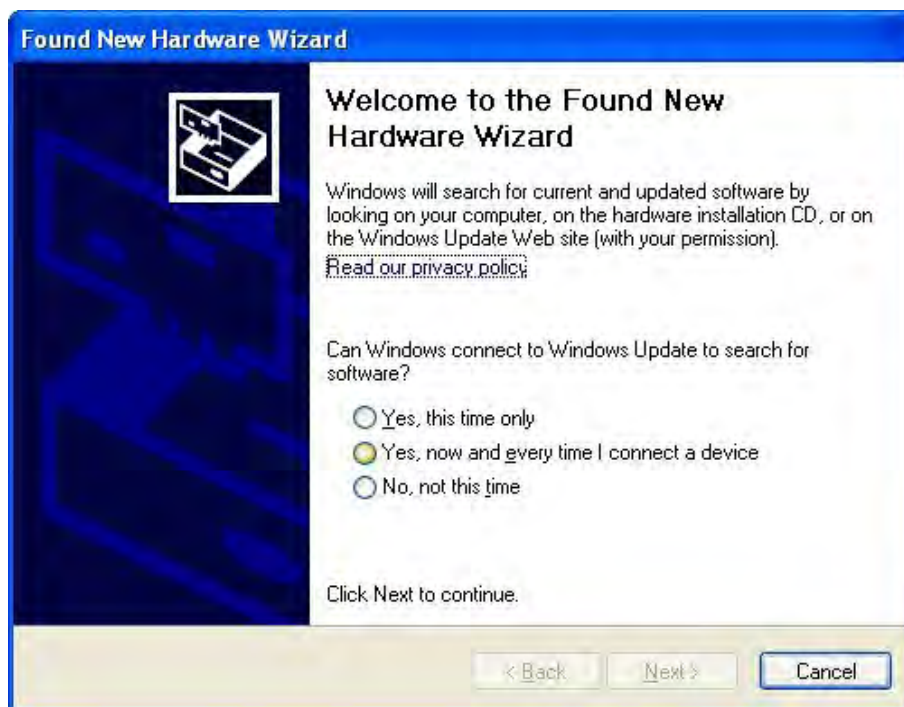 Found New Hardware Wizard
Welcome to the Found New
Hardware Wizard
Windows will search for current and updated software by
looking on your computer, on the hardware installation CD, or on
the Windows Update Web site (with your permission).
Read our privacy policy
Can Windows connect to Windows Update to search for
software?
Yes, this time only
Yes, now and every time I connect a device
No, not this time
Click Next to continue.
< Back Next > Cancel